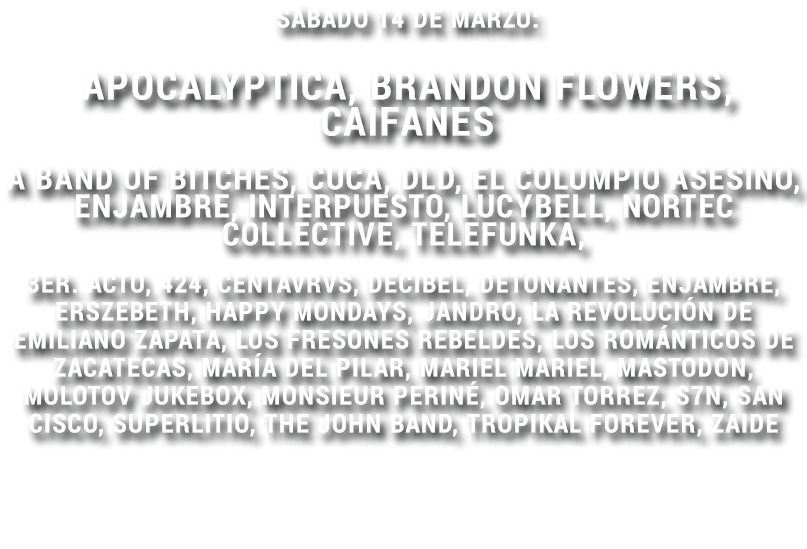 SÁBADO 14 DE MARZO:
APOCALYPTICA, BRANDON FLOWERS,
CAIFANES
A BAND OF BITCHES, CUCA, DLD, EL COLUMPIO ASESINO,
ENJAMBRE, INTERPUESTO, LUCYBELL, NORTEC
COLLECTIVE, TELEFUNKA,
3ER. ACTO, 424, CENTAVRVS, DECIBEL, DETONANTES, ENJAMBRE,
ERSZEBETH, HAPPY MONDAYS, JANDRO, LA REVOLUCIÓN DE
EMILIANO ZAPATA, LOS FRESONES REBELDES, LOS ROMÁNTICOS DE
ZACATECAS, MARÍA DEL PILAR, MARIEL MARIEL, MASTODON,
MOLOTOV JUKEBOX, MONSIEUR PERINÉ, OMAR TORREZ, S7N, SAN
CISCO, SUPERLITIO, THE JOHN BAND, TROPIKAL FOREVER, ZAIDE